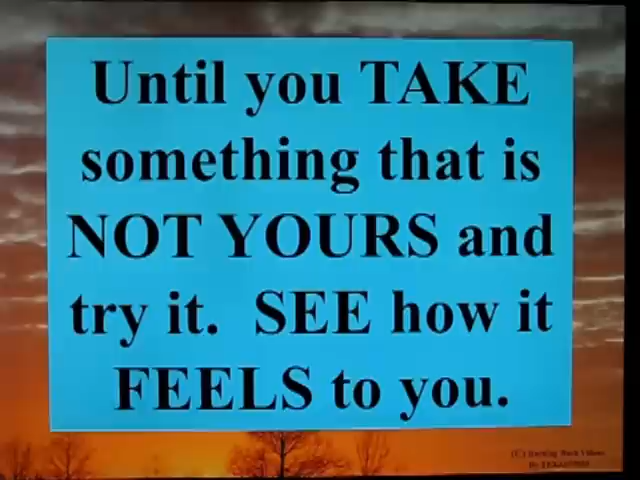 Until you TAKE
something that is
NOT YOURS and
try it.  SEE how it
FEELS to you.